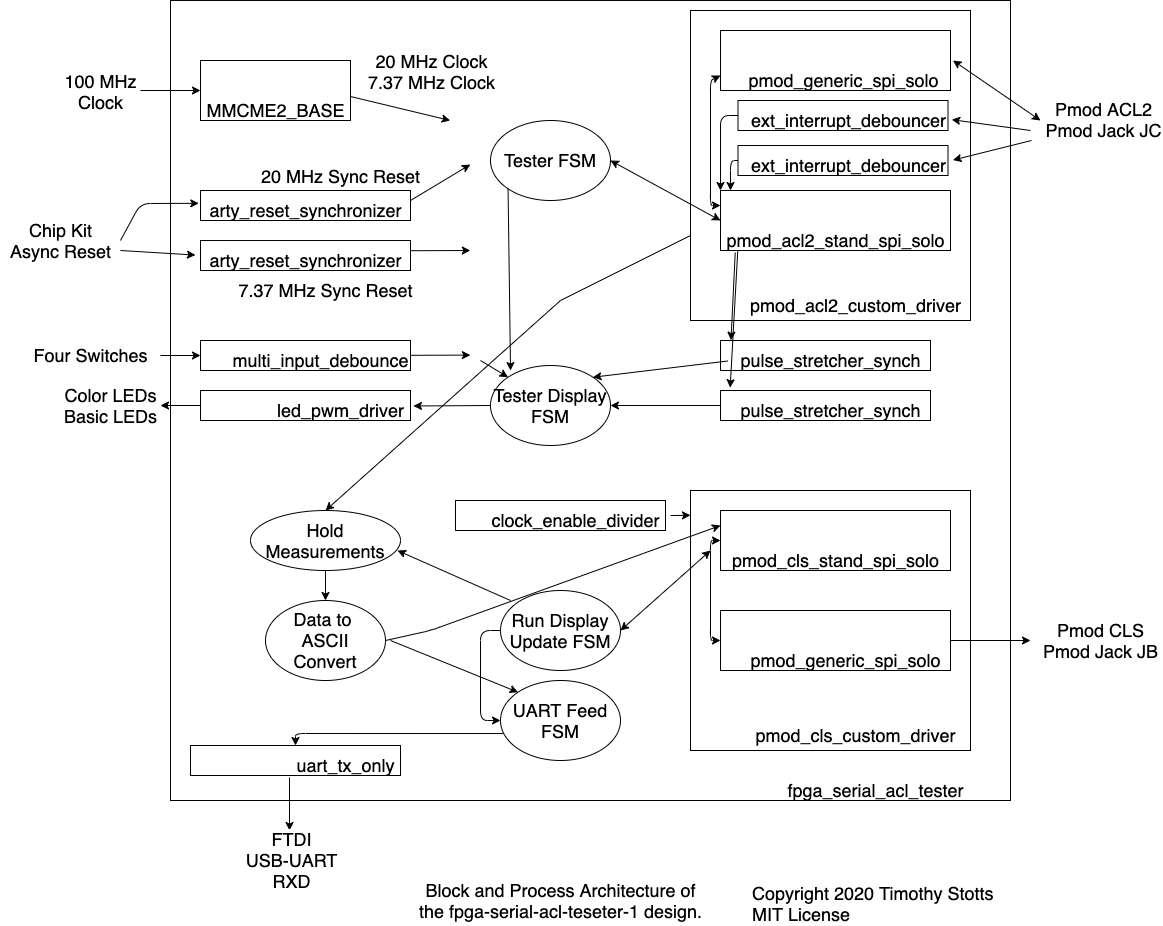 20 MHz Clock
7.37 MHz Clock
100 MHz
Clock
MMCME2_BASE
pmod_generic_spi_solo
ext_interrupt_debouncer
ext_interrupt_debouncer
Pmod ACL2
Pmod Jack JC
Tester FSM
20 MHz Sync Reset
arty_reset_synchronizer
Chip Kit
Async Reset
arty_reset_synchronizer
7.37 MHz Sync Reset
pmod_acl2_stand_spi_solo
pmod_acl2_custom_driver
Four Switches
multi_input_debounce
pulse_stretcher_synch
Color LEDs
Basic LEDs
led_pwm_driver
Tester Display
FSM
pulse_stretcher_synch
Hold
Measurements
clock_enable_divider
pmod_cls_stand_spi_solo
Data to
ASCII
Convert
Run Display
Update FSM
pmod_generic_spi_solo
Pmod CLS
Pmod Jack JB
UART Feed
FSM
pmod_cls_custom_driver
uart_tx_only
fpga_serial_acl_tester
FTDI
USB-UART
RXD
Block and Process Architecture of
the fpga-serial-acl-teseter-1 design.
Copyright 2020 Timothy Stotts
MIT License